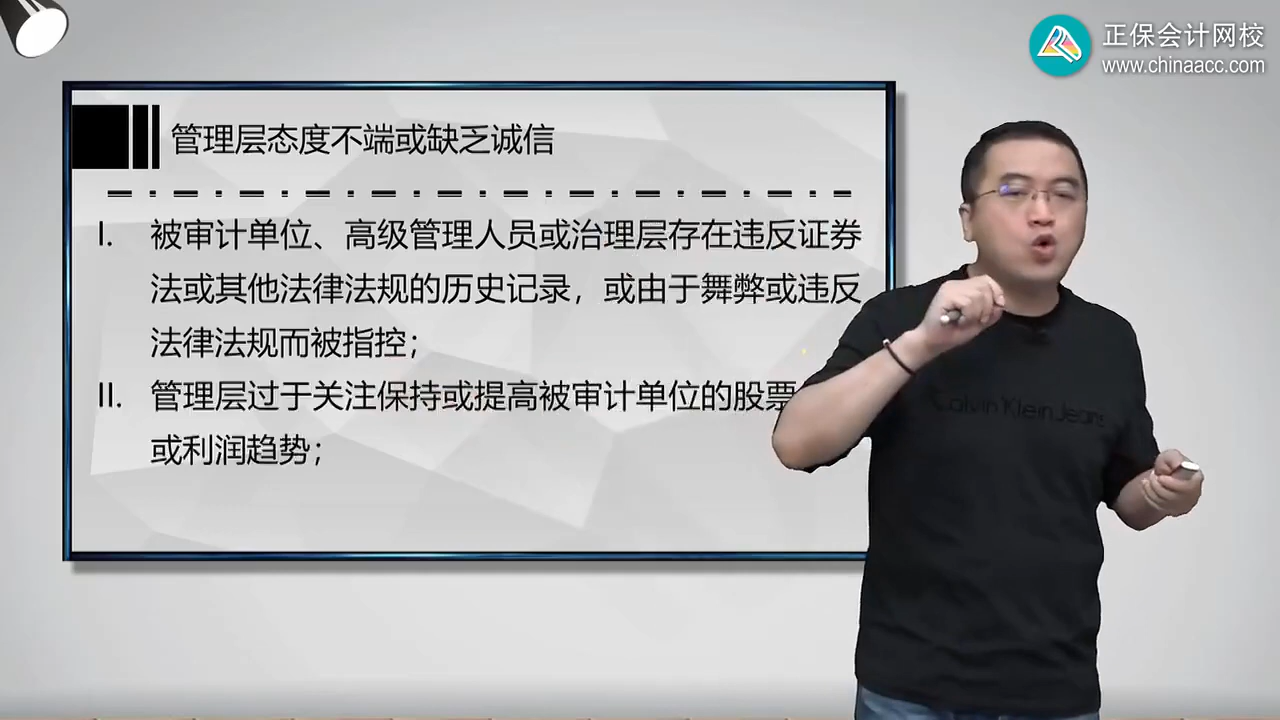 正保会计网校
www.chinaacc.com
管理层态度不端或缺乏诚信
I. 被审计单位、高级管理人员或治理层存在违反证券
法或其他法律法规的历史记录，或由于舞弊或违反
法律法规而被指控；
II. 管理层过于关注保持或提高被审计单位的股票
或利润趋势；
Calvin Klein Jeans